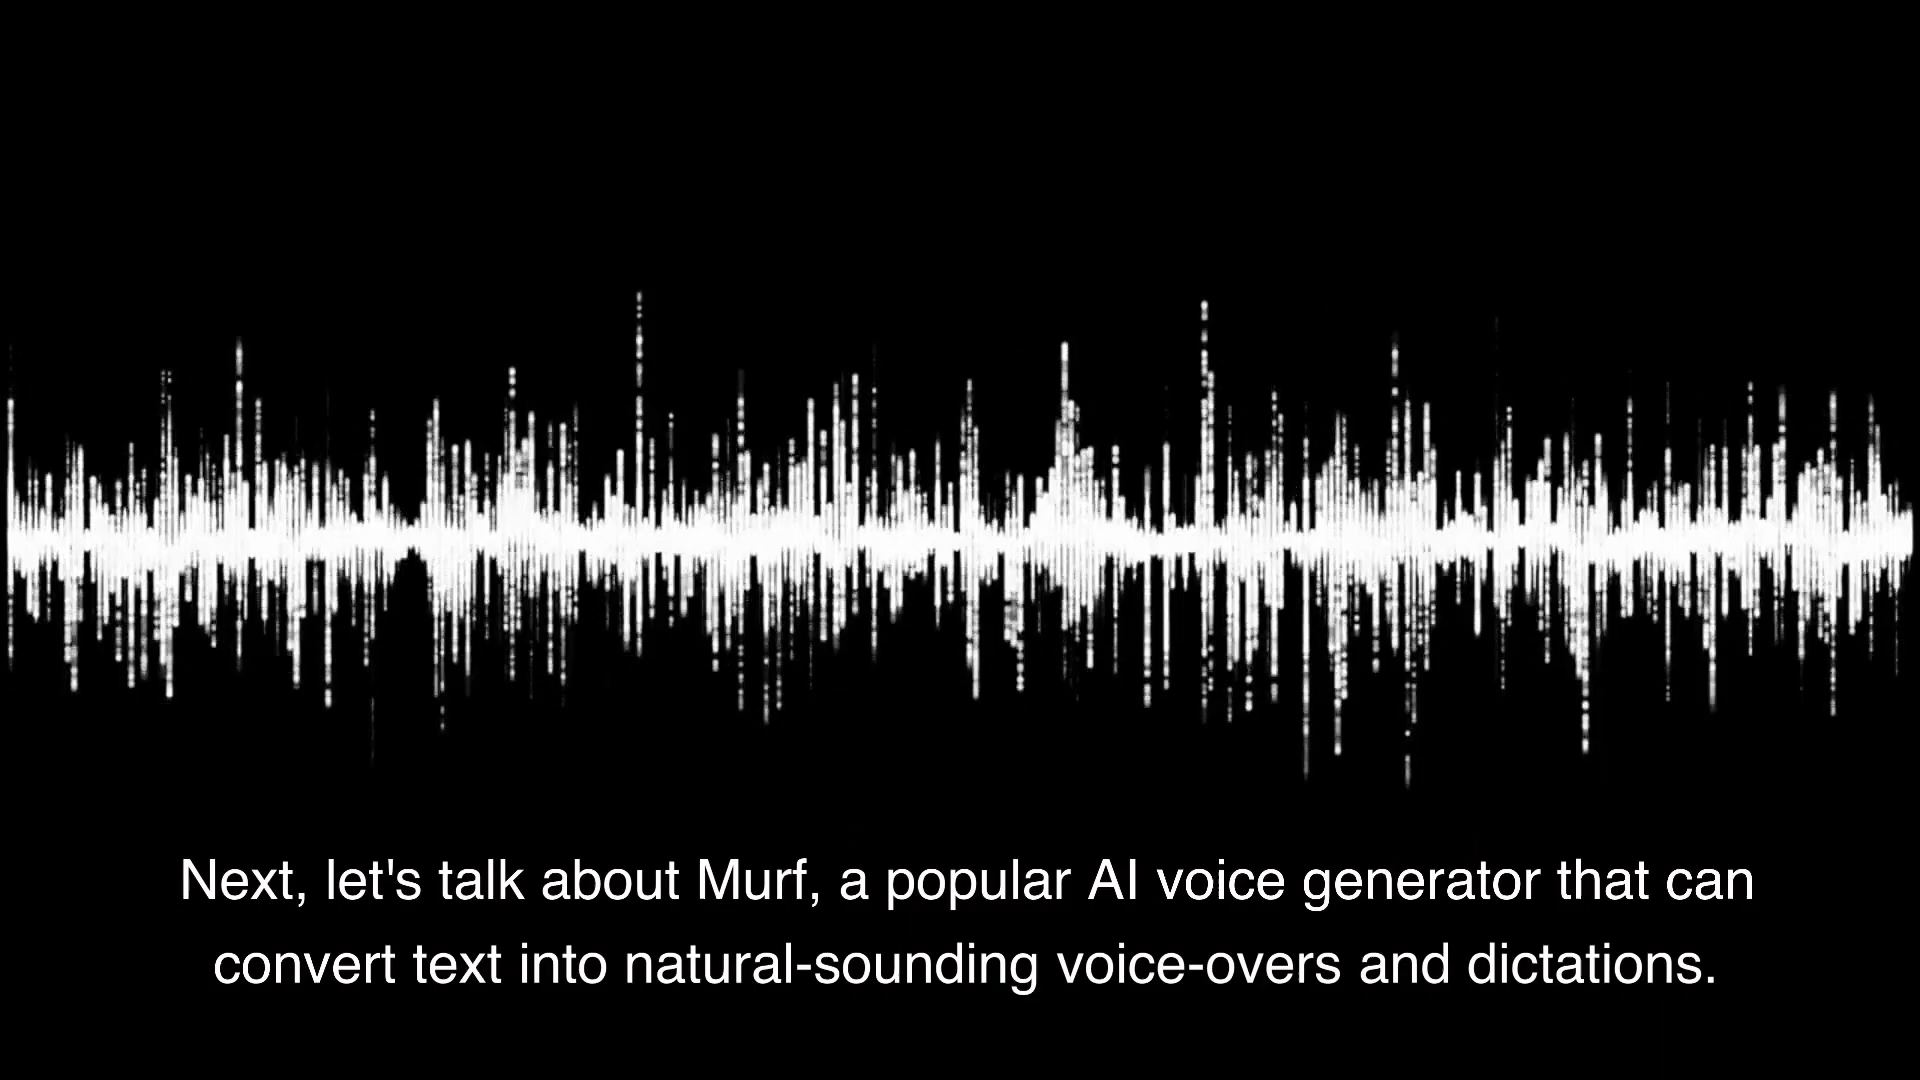 Next, let's talk about Murf, a popular AI voice generator that can
convert text into natural-sounding voice-overs and dictations.